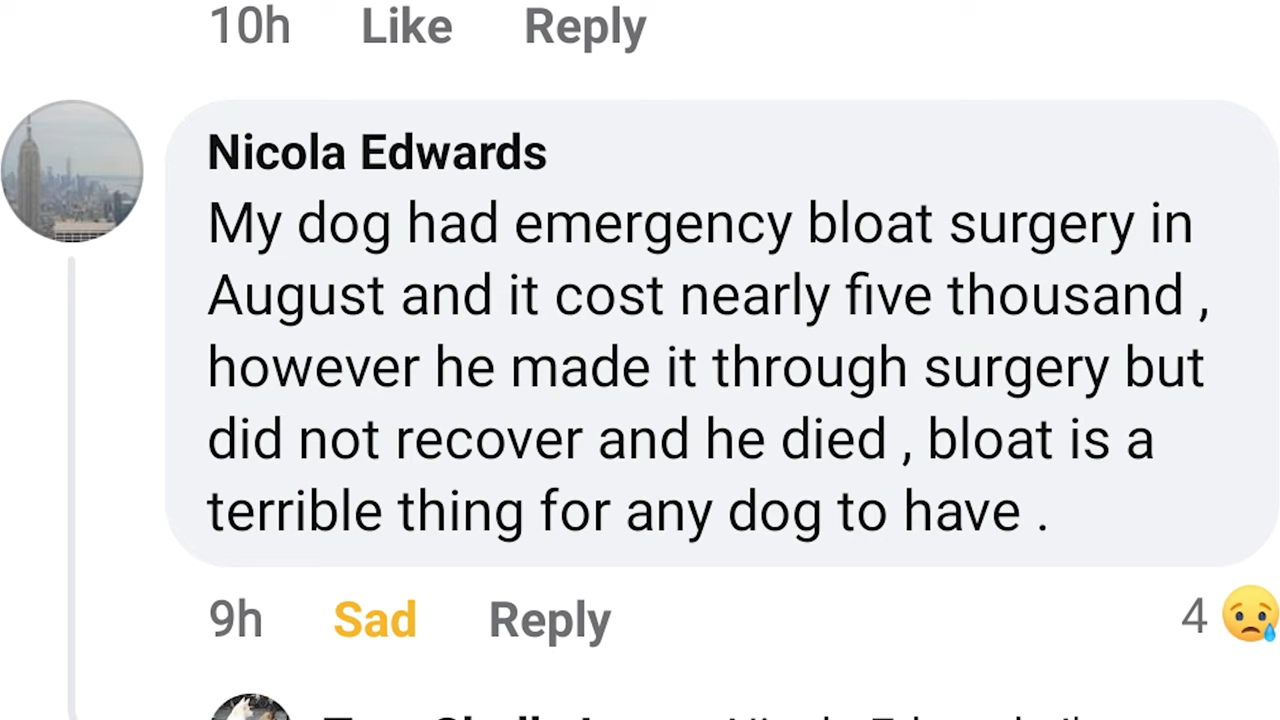 10h Like Reply
Nicola Edwards
My dog had emergency bloat surgery in
August and it cost nearly five thousand ,
however he made it through surgery but
did not recover and he died , bloat is a
terrible thing for any dog to have .
9h Sad Reply 4